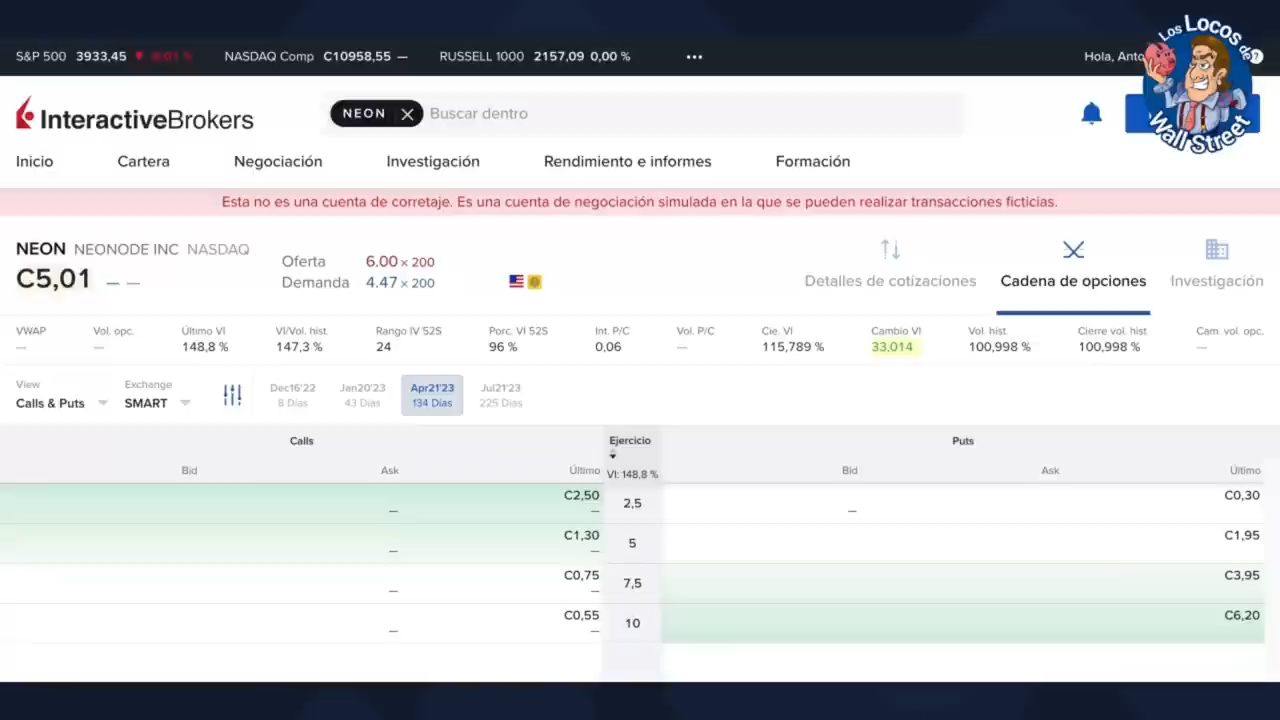 S&P 500 3933,45 NASDAQ Comp C10958,55 — RUSSELL 1000 2157,09 0,00 % ••• Hola, Anto
Los Locos de Wall Street
InteractiveBrokers NEON Buscar dentro
Inicio Cartera Negociación Investigación Rendimiento e informes Formación
Esta no es una cuenta de corretaje. Es una cuenta de negociación simulada en la que se pueden realizar transacciones ficticias.
NEON NEONODE INC NASDAQ
C5,01 — —
Oferta 6.00 × 200
Demanda 4.47 × 200
Detalles de cotizaciones Cadena de opciones Investigación
VWAP Vol. opc. Último VI VI/Vol. hist. Rango IV 52S Porc. VI 52S Int. P/C Vol. P/C Cie. VI Cambio VI Vol. hist. Cierre vol. hist Cam. vol. opc.
— — 148,8 % 147,3 % 24 96 % 0,06 — 115,789 % 33,014 100,998 % 100,998 % —
View Exchange
Calls & Puts SMART
Dec16'22 Jan20'23 Apr21'23 Jul21'23
8 Días 43 Días 134 Días 225 Días
Calls Ejercicio Puts
Bid Ask Último VI: 148,8 % Bid Ask Último
C2,50 2,5 C0,30
— — —
C1,30 5 C1,95
— —
C0,75 7,5 C3,95
— —
C0,55 10 C6,20
— —